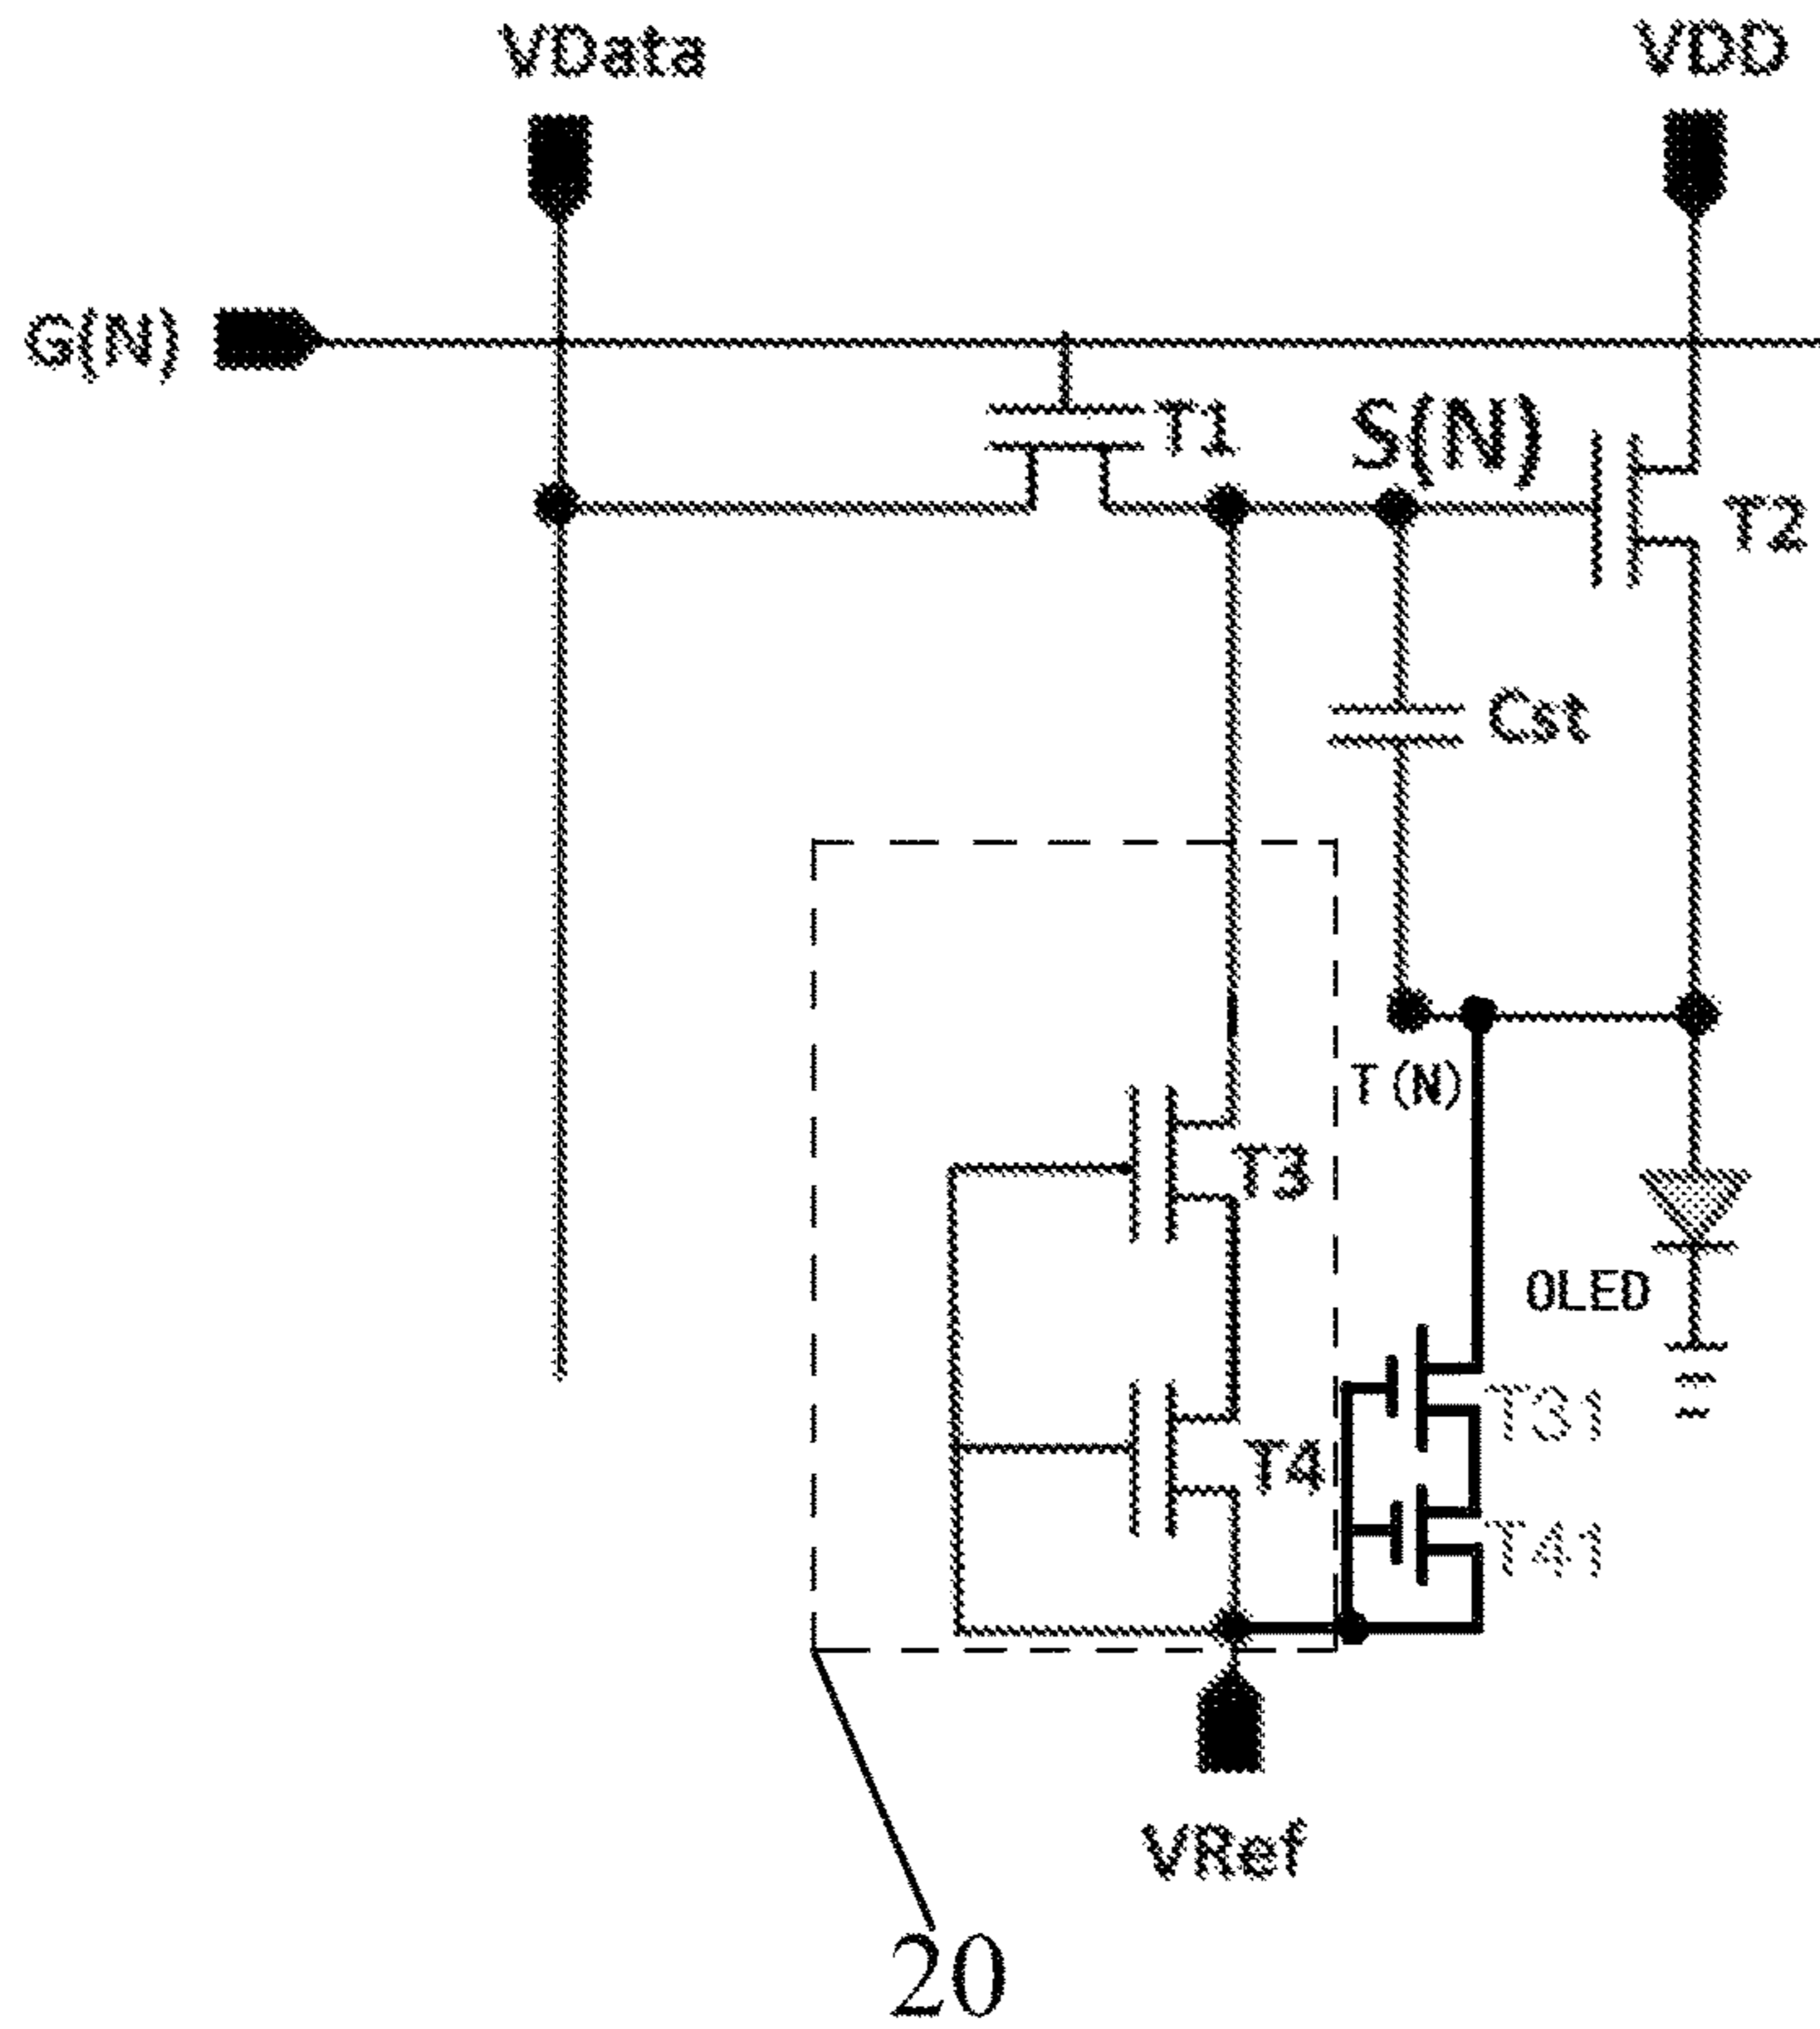 VData
VDD
G(N)
T1
S(N)
T2
Cst
T(N)
T3
OLED
T31
T4
T41
VRef
20